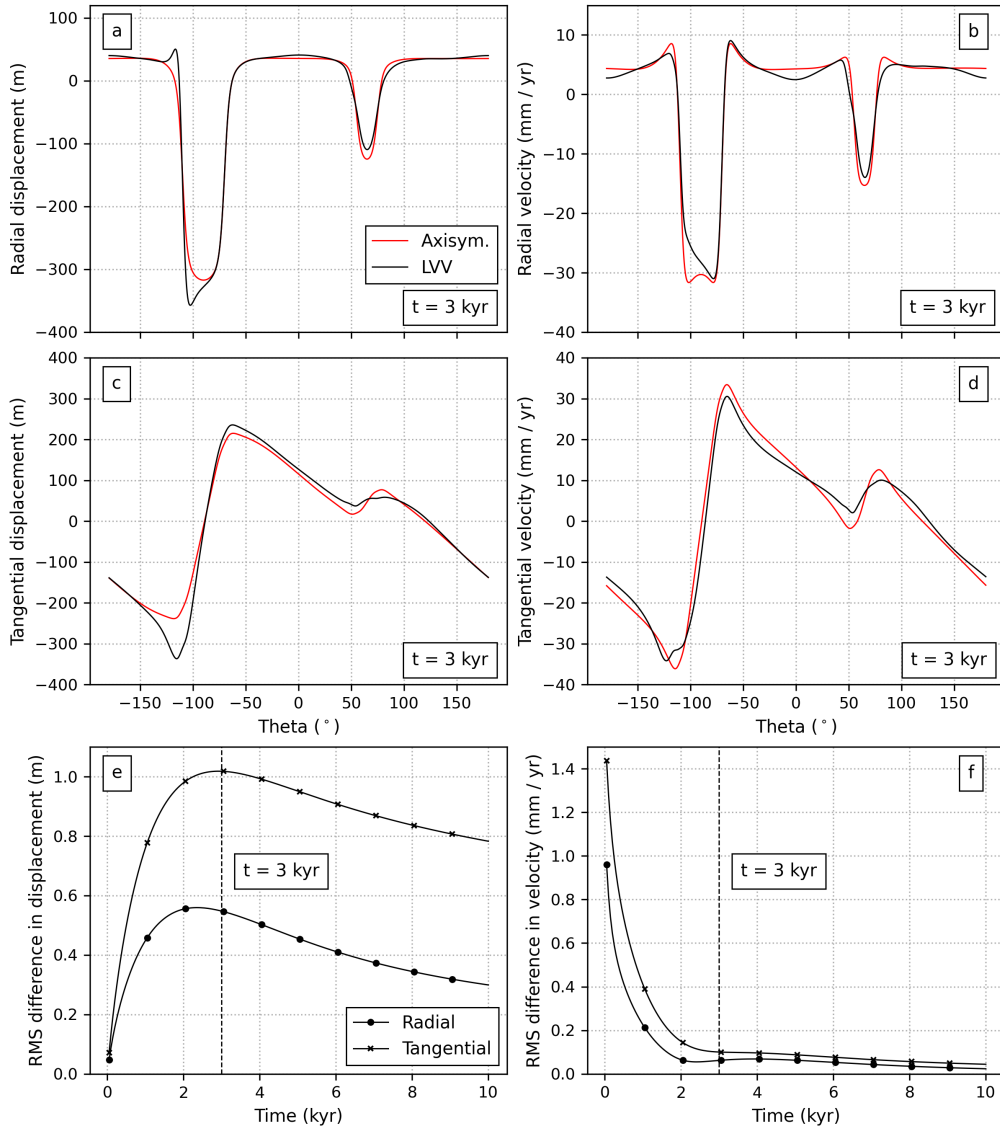 a
100
0
−100
−200
−300
−400
Radial displacement (m)
Axisym.
LVV
t = 3 kyr
b
10
0
−10
−20
−30
−40
Radial velocity (mm / yr)
t = 3 kyr
c
400
300
200
100
0
−100
−200
−300
−400
Tangential displacement (m)
t = 3 kyr
−150 −100 −50 0 50 100 150
Theta (°)
d
40
30
20
10
0
−10
−20
−30
−40
Tangential velocity (mm / yr)
t = 3 kyr
−150 −100 −50 0 50 100 150
Theta (°)
e
1.0
0.8
0.6
0.4
0.2
0.0
RMS difference in displacement (m)
t = 3 kyr
Radial
Tangential
0 2 4 6 8 10
Time (kyr)
f
1.4
1.2
1.0
0.8
0.6
0.4
0.2
0.0
RMS difference in velocity (mm / yr)
t = 3 kyr
0 2 4 6 8 10
Time (kyr)